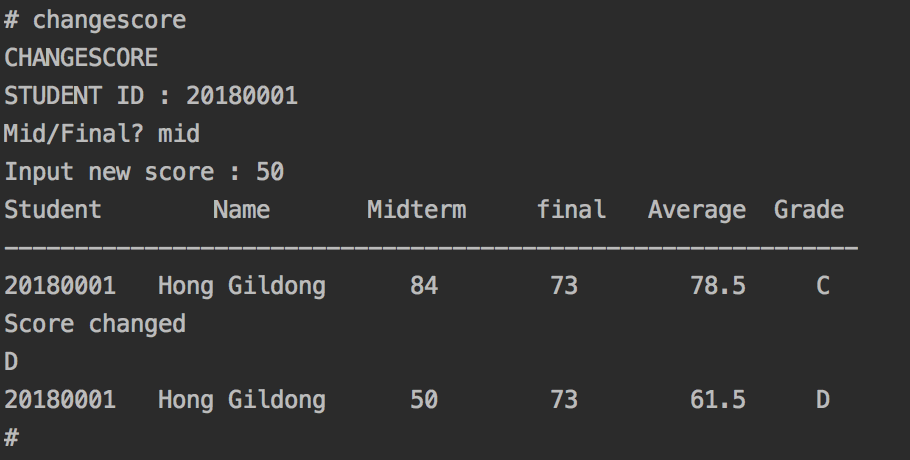 # changescore
CHANGESCORE
STUDENT ID : 20180001
Mid/Final? mid
Input new score : 50
Student        Name       Midterm     final   Average  Grade
-------------------------------------------------------------
20180001   Hong Gildong      84        73        78.5     C
Score changed
D
20180001   Hong Gildong      50        73        61.5     D
#